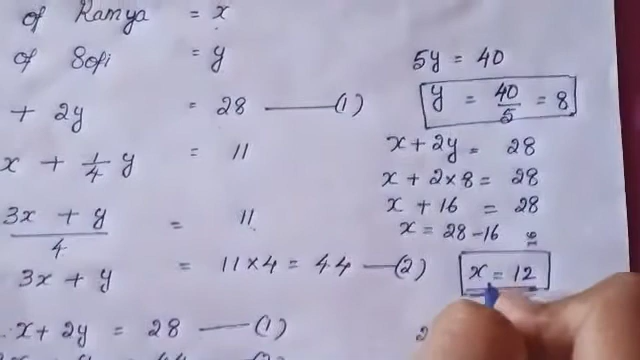 of Ramya = x
of Sofi = y
+ 2y = 28 ——— (1)
x + 1/4 y = 11
3x + y / 4 = 11
3x + y = 11 × 4 = 44 — (2)
x + 2y = 28 —— (1)
5y = 40
y = 40/5 = 8
x + 2y = 28
x + 2×8 = 28
x + 16 = 28
x = 28 - 16
x = 12
2